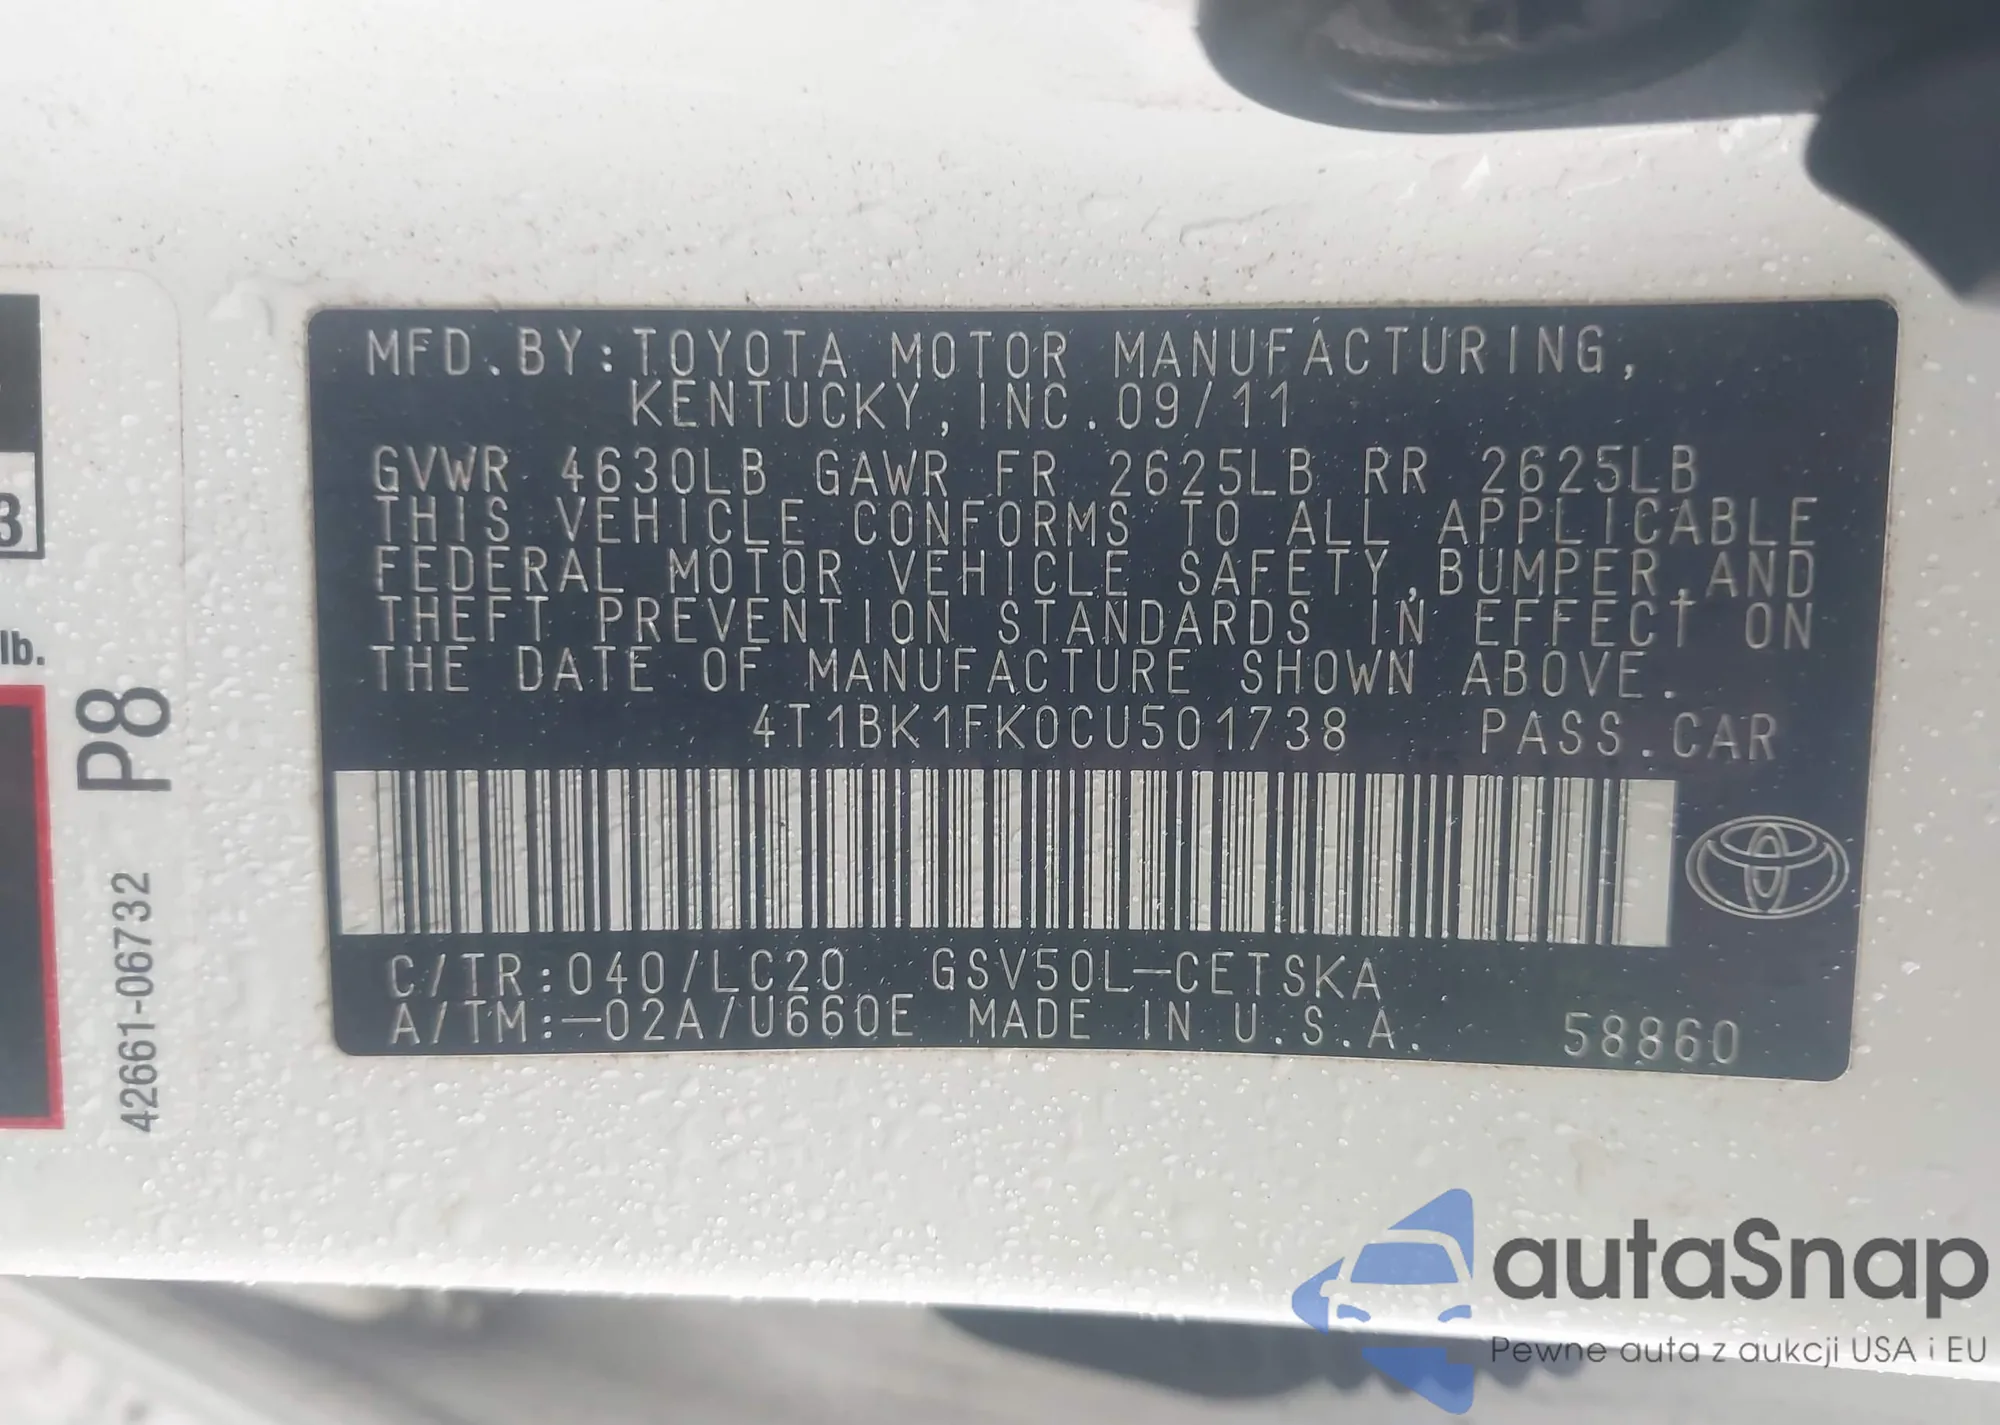 MFD.BY:TOYOTA MOTOR MANUFACTURING,
KENTUCKY,INC.09/11
GVWR 4630LB GAWR FR 2625LB RR 2625LB
THIS VEHICLE CONFORMS TO ALL APPLICABLE
FEDERAL MOTOR VEHICLE SAFETY,BUMPER,AND
THEFT PREVENTION STANDARDS IN EFFECT ON
THE DATE OF MANUFACTURE SHOWN ABOVE.
4T1BK1FK0CU501738 PASS.CAR
C/TR:040/LC20 GSV50L-CETSKA
A/TM:-02A/U660E MADE IN U.S.A. 58860
3
lb.
P8
42661-06732
autaSnap
Pewne auta z aukcji USA i EU